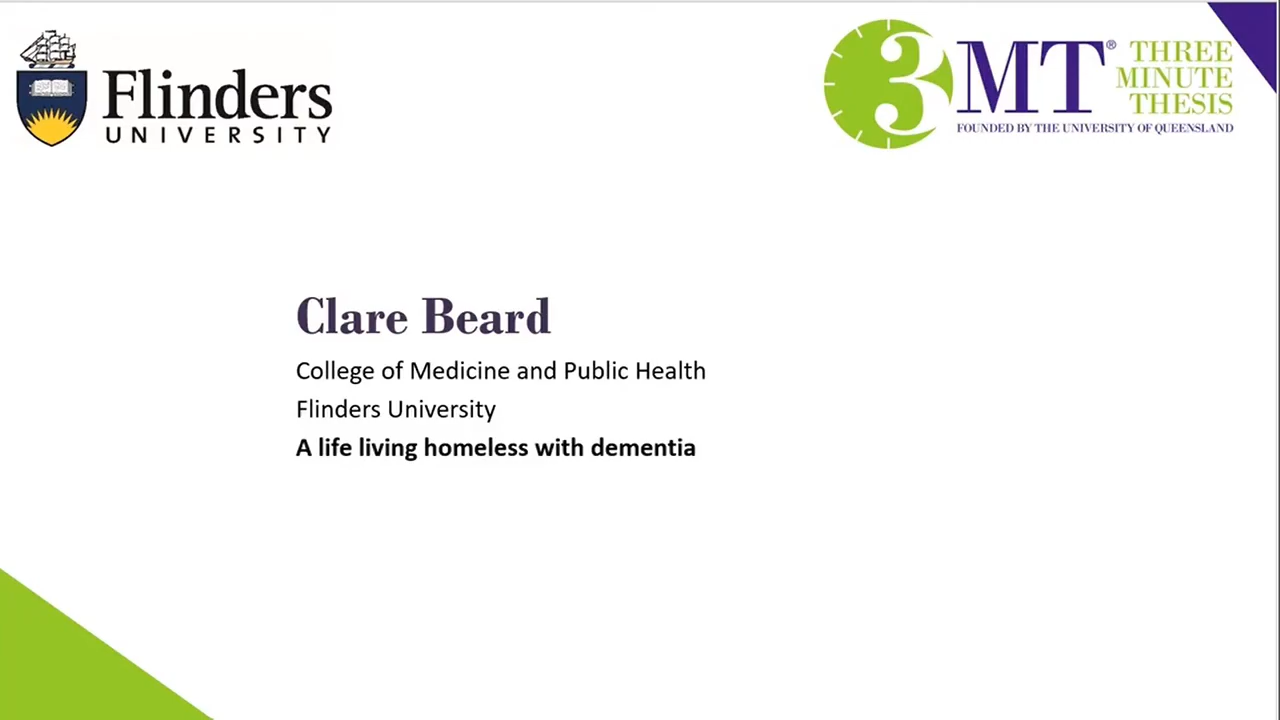 Flinders
UNIVERSITY
3MT® THREE
MINUTE
THESIS
FOUNDED BY THE UNIVERSITY OF QUEENSLAND
Clare Beard
College of Medicine and Public Health
Flinders University
A life living homeless with dementia